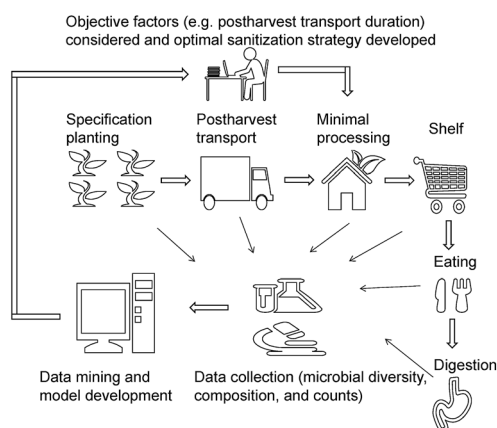 Objective factors (e.g. postharvest transport duration)
considered and optimal sanitization strategy developed
Specification
planting
Postharvest
transport
Minimal
processing
Shelf
Eating
Digestion
Data mining and
model development
Data collection (microbial diversity,
composition, and counts)